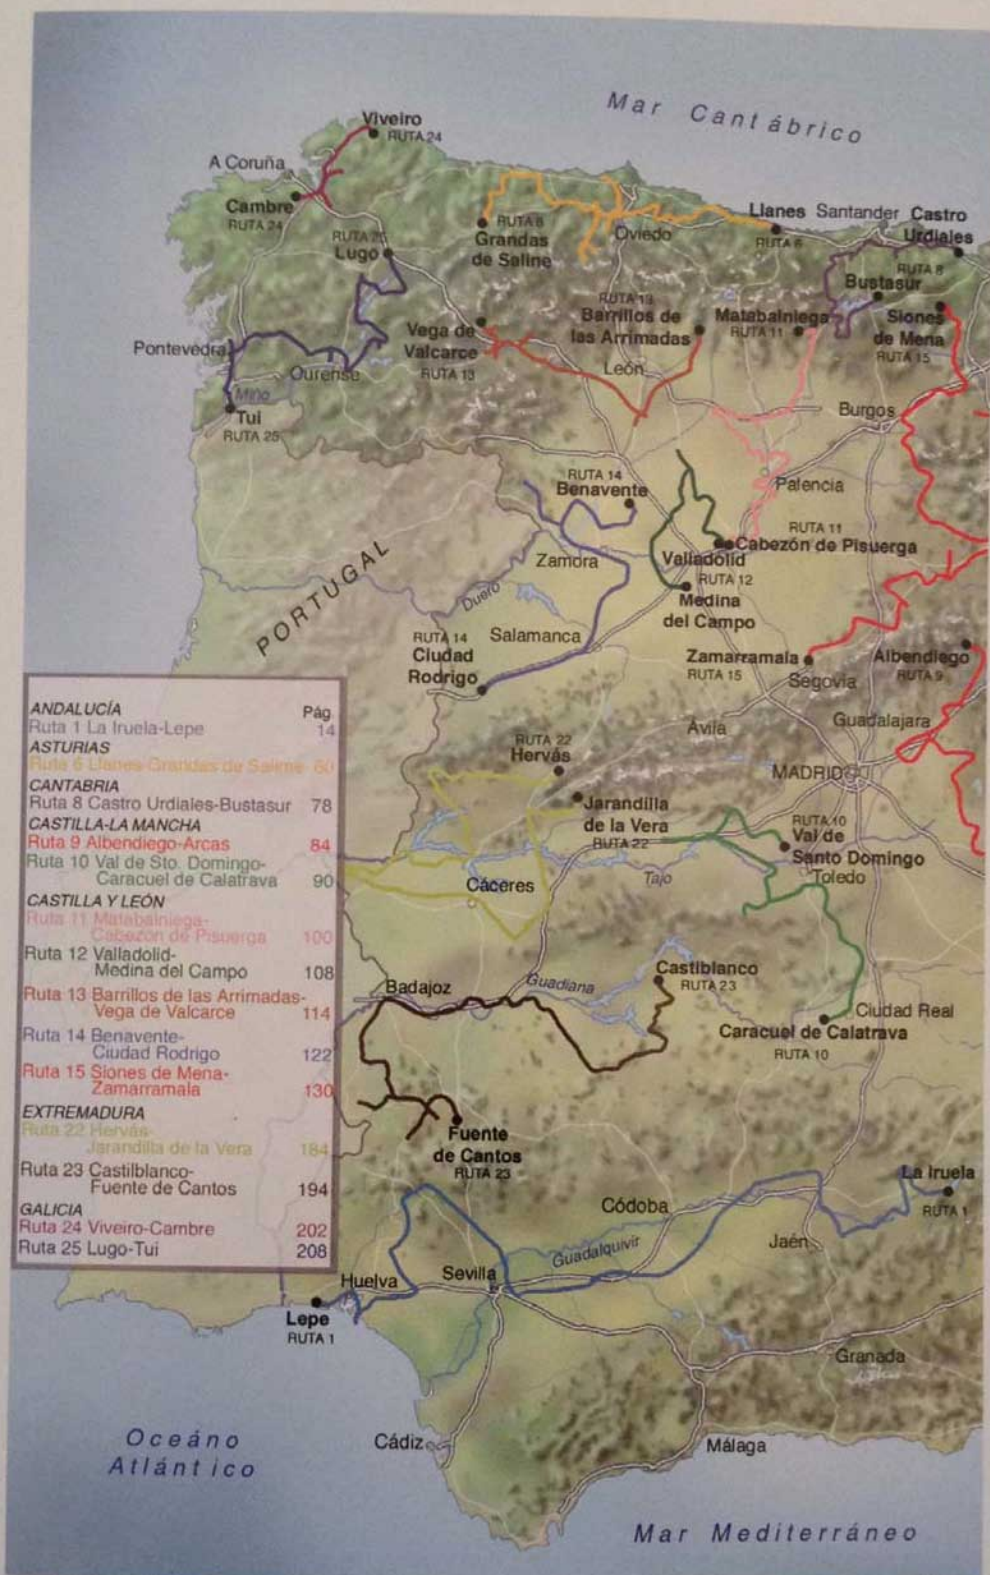 Mar Cantábrico
Viveiro
RUTA 24
A Coruña
Cambre
RUTA 24
RUTA 25
Lugo
RUTA 6
Grandas
de Saline
Oviedo
Llanes
RUTA 6
Santander
Castro
Urdiales
RUTA 8
Bustasur
Siones
de Mena
RUTA 15
RUTA 13
Barrillos de
las Arrimadas
Matabalniega
RUTA 11
Vega de
Valcarce
RUTA 13
León
Pontevedra
Ourense
Miño
Tui
RUTA 25
Burgos
Palencia
RUTA 14
Benavente
RUTA 11
Cabezón de Pisuerga
Valladolid
RUTA 12
Medina
del Campo
Zamora
Duero
PORTUGAL
Salamanca
RUTA 14
Ciudad
Rodrigo
Zamarramala
RUTA 15
Segovia
Albendiego
RUTA 9
Ávila
Guadalajara
MADRID
RUTA 22
Hervás
Jarandilla
de la Vera
RUTA 22
RUTA 10
Val de
Santo Domingo
Toledo
Tajo
Cáceres
Badajoz
Guadiana
Castiblanco
RUTA 23
Ciudad Real
Caracuel de Calatrava
RUTA 10
Fuente
de Cantos
RUTA 23
La Iruela
RUTA 1
Córdoba
Jaén
Guadalquivir
Sevilla
Huelva
Lepe
RUTA 1
Granada
Cádiz
Málaga
Oceáno
Atlántico
Mar Mediterráneo
ANDALUCÍA Pág.
Ruta 1 La Iruela-Lepe 14
ASTURIAS
Ruta 6 Llanes-Grandas de Salime 60
CANTABRIA
Ruta 8 Castro Urdiales-Bustasur 78
CASTILLA-LA MANCHA
Ruta 9 Albendiego-Arcas 84
Ruta 10 Val de Sto. Domingo-
Caracuel de Calatrava 90
CASTILLA Y LEÓN
Ruta 11 Matabalniega-
Cabezón de Pisuerga 100
Ruta 12 Valladolid-
Medina del Campo 108
Ruta 13 Barrillos de las Arrimadas-
Vega de Valcarce 114
Ruta 14 Benavente-
Ciudad Rodrigo 122
Ruta 15 Siones de Mena-
Zamarramala 130
EXTREMADURA
Ruta 22 Hervás-
Jarandilla de la Vera 184
Ruta 23 Castilblanco-
Fuente de Cantos 194
GALICIA
Ruta 24 Viveiro-Cambre 202
Ruta 25 Lugo-Tui 208